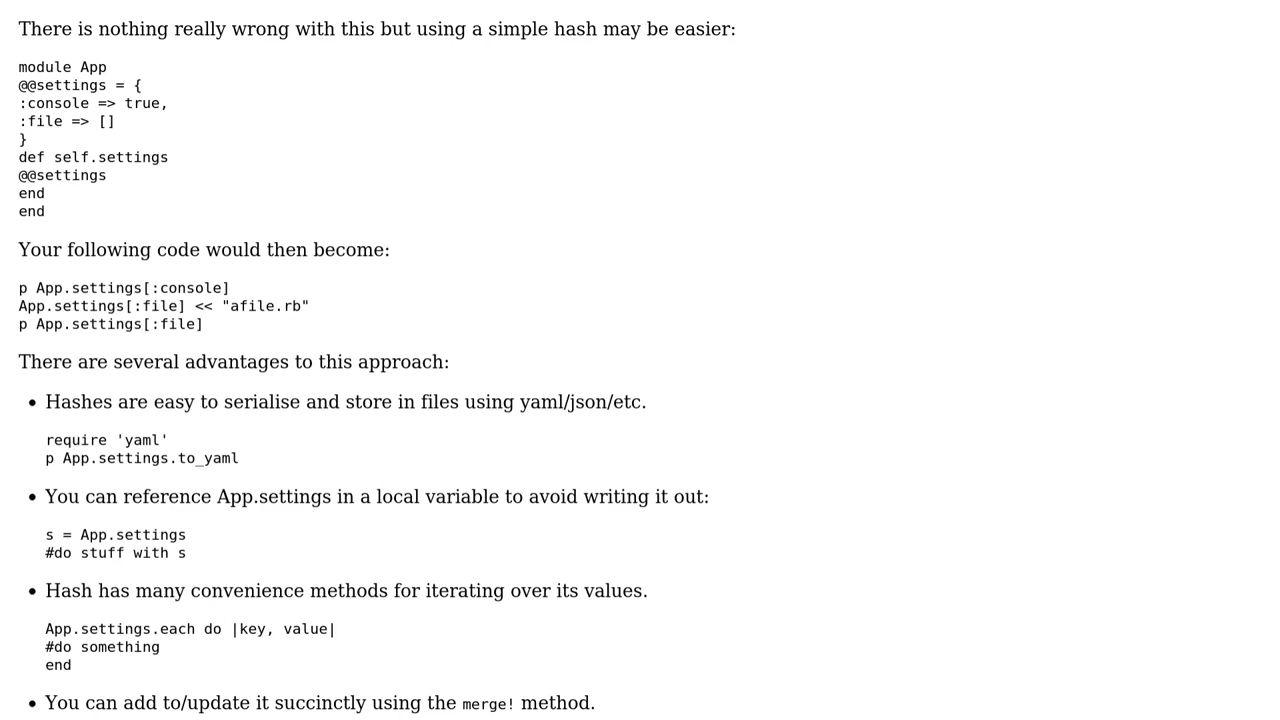 There is nothing really wrong with this but using a simple hash may be easier:
module App
@@settings = {
:console => true,
:file => []
}
def self.settings
@@settings
end
end
Your following code would then become:
p App.settings[:console]
App.settings[:file] << "afile.rb"
p App.settings[:file]
There are several advantages to this approach:
• Hashes are easy to serialise and store in files using yaml/json/etc.
require 'yaml'
p App.settings.to_yaml
• You can reference App.settings in a local variable to avoid writing it out:
s = App.settings
#do stuff with s
• Hash has many convenience methods for iterating over its values.
App.settings.each do |key, value|
#do something
end
• You can add to/update it succinctly using the merge! method.